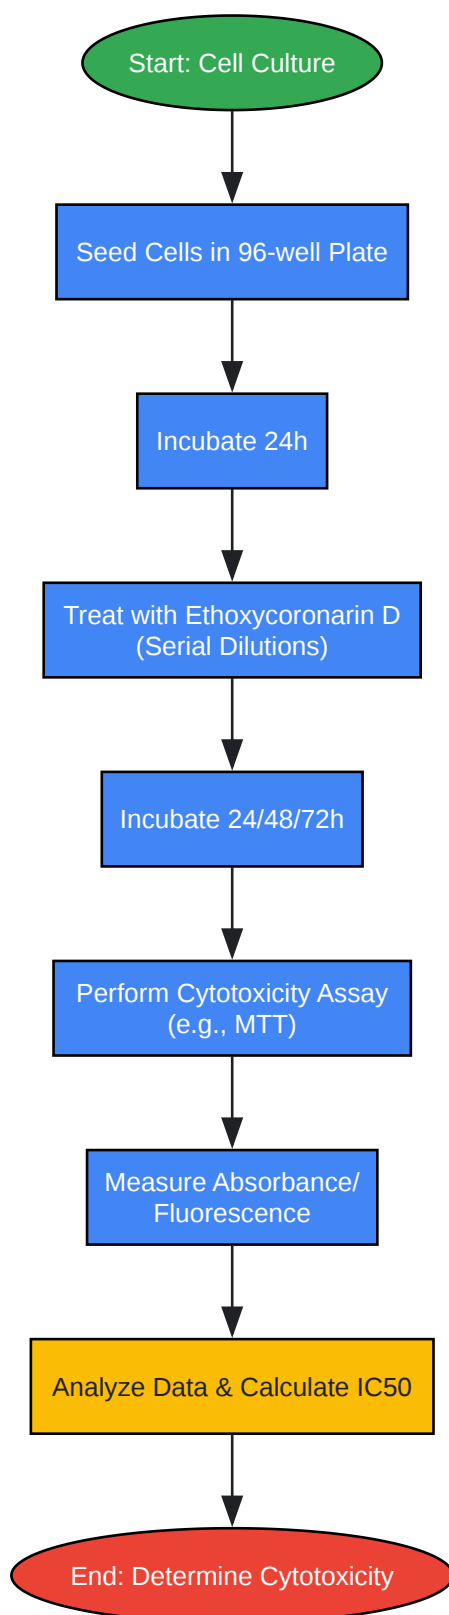 Start: Cell Culture
Seed Cells in 96-well Plate
Incubate 24h
Treat with Ethoxycoronarin D
(Serial Dilutions)
Incubate 24/48/72h
Perform Cytotoxicity Assay
(e.g., MTT)
Measure Absorbance/
Fluorescence
Analyze Data & Calculate IC50
End: Determine Cytotoxicity